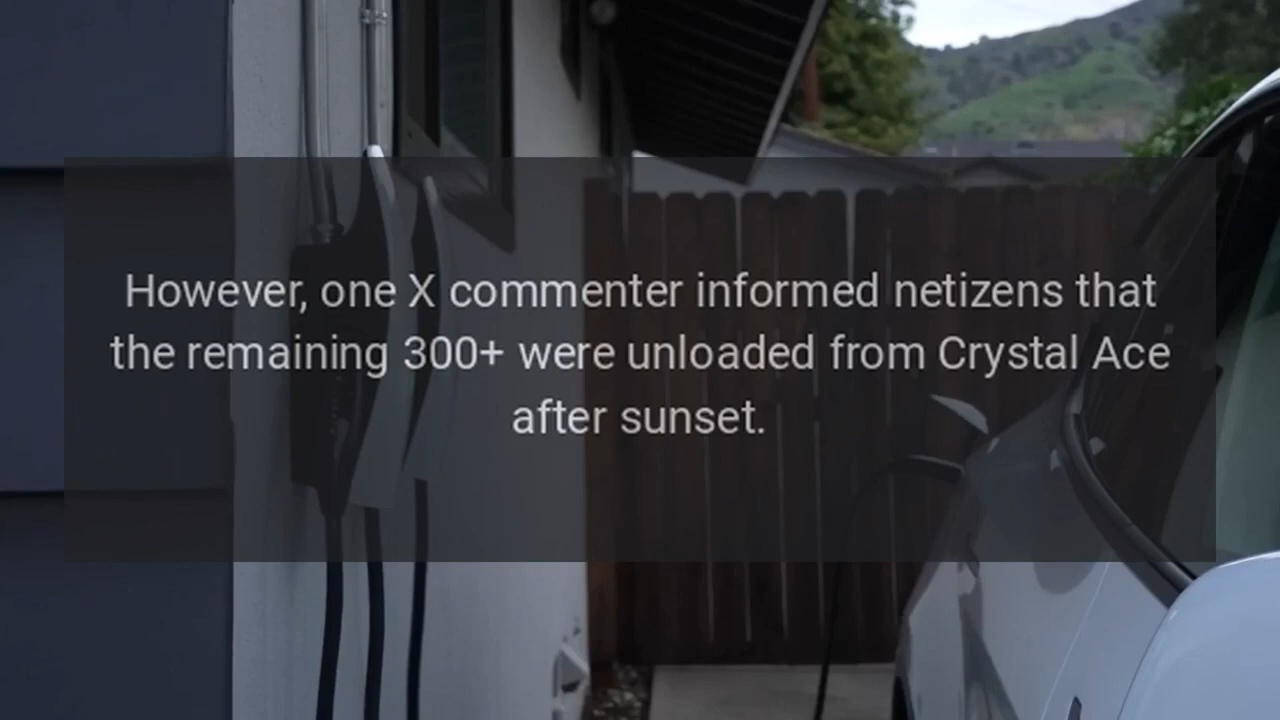 However, one X commenter informed netizens that
the remaining 300+ were unloaded from Crystal Ace
after sunset.